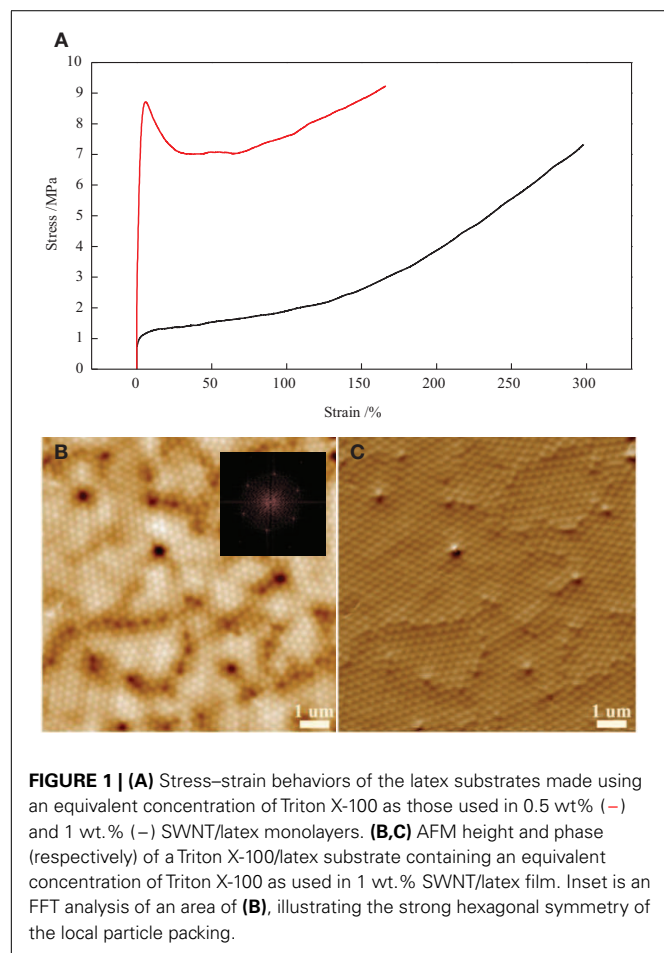 A
10
9
8
7
6
5
4
3
2
1
0
Stress /MPa
0 50 100 150 200 250 300
Strain /%
B
C
1 um
1 um
FIGURE 1 | (A) Stress–strain behaviors of the latex substrates made using
an equivalent concentration of Triton X-100 as those used in 0.5 wt% (–)
and 1 wt.% (–) SWNT/latex monolayers. (B,C) AFM height and phase
(respectively) of a Triton X-100/latex substrate containing an equivalent
concentration of Triton X-100 as used in 1 wt.% SWNT/latex film. Inset is an
FFT analysis of an area of (B), illustrating the strong hexagonal symmetry of
the local particle packing.